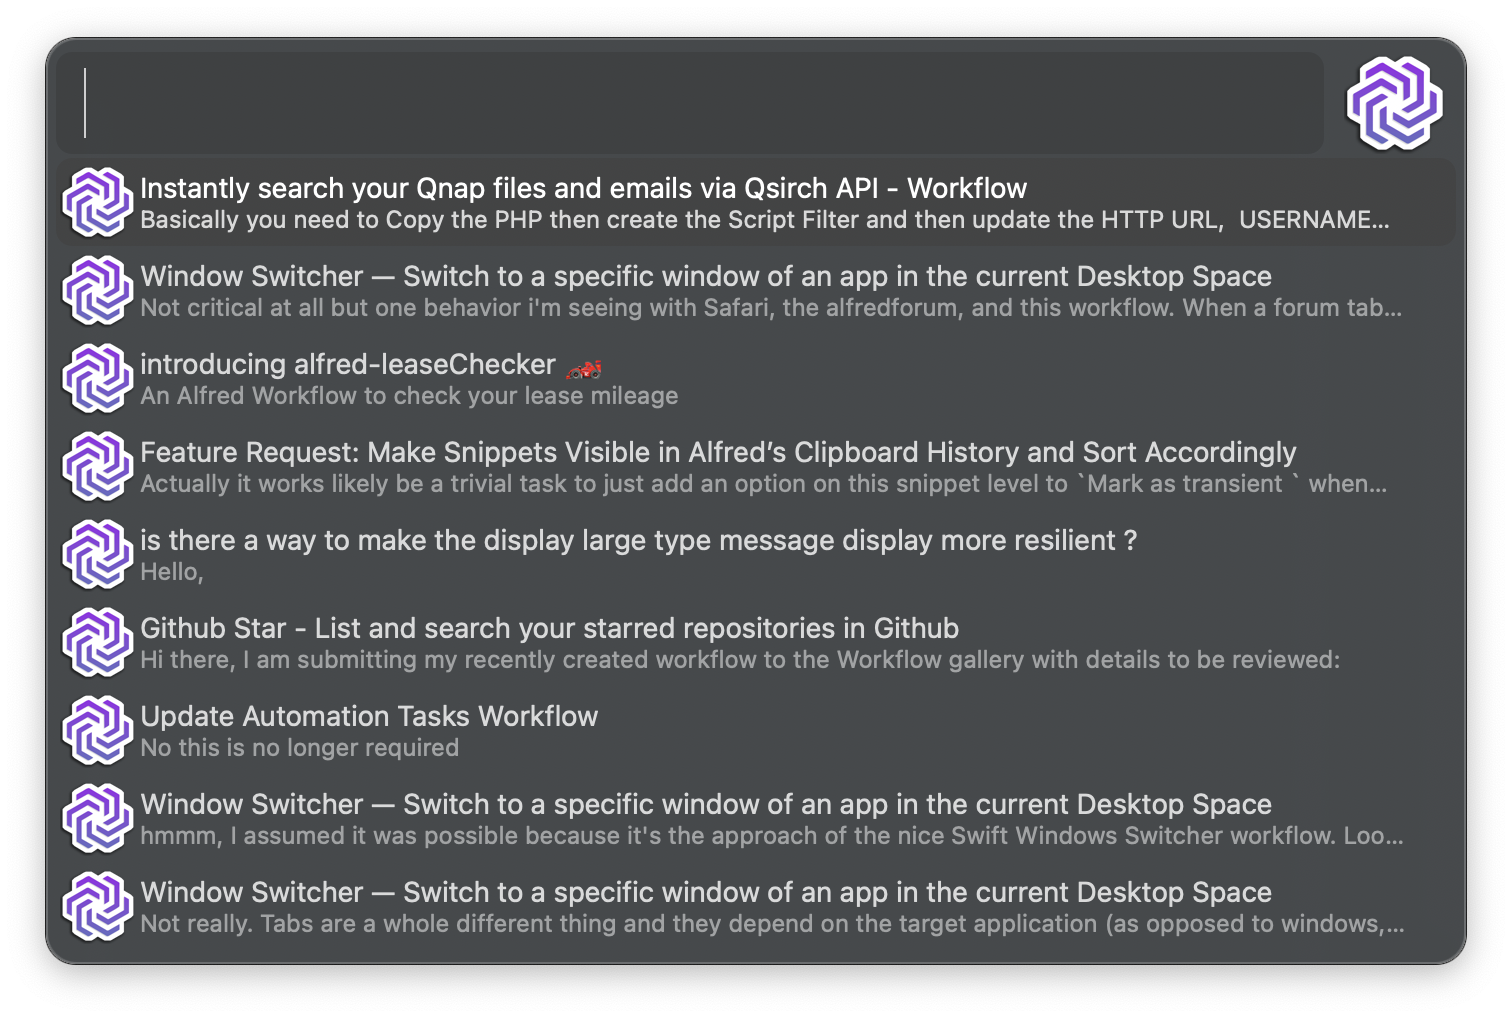 Instantly search your Qnap files and emails via Qsirch API - Workflow
Basically you need to Copy the PHP then create the Script Filter and then update the HTTP URL,  USERNAME...
Window Switcher — Switch to a specific window of an app in the current Desktop Space
Not critical at all but one behavior i'm seeing with Safari, the alfredforum, and this workflow. When a forum tab...
introducing alfred-leaseChecker 🏎️
An Alfred Workflow to check your lease mileage
Feature Request: Make Snippets Visible in Alfred’s Clipboard History and Sort Accordingly
Actually it works likely be a trivial task to just add an option on this snippet level to `Mark as transient ` when...
is there a way to make the display large type message display more resilient ?
Hello,
Github Star - List and search your starred repositories in Github
Hi there, I am submitting my recently created workflow to the Workflow gallery with details to be reviewed:
Update Automation Tasks Workflow
No this is no longer required
Window Switcher — Switch to a specific window of an app in the current Desktop Space
hmmm, I assumed it was possible because it's the approach of the nice Swift Windows Switcher workflow. Loo...
Window Switcher — Switch to a specific window of an app in the current Desktop Space
Not really. Tabs are a whole different thing and they depend on the target application (as opposed to windows,...